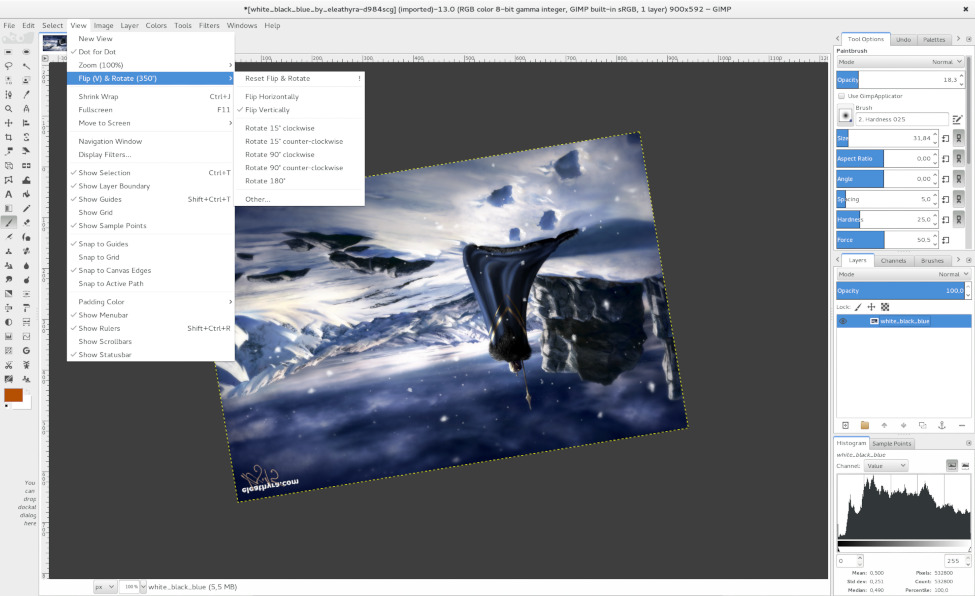 *[white_black_blue_by_eleathyra-d984scg] (imported)-13.0 (RGB color 8-bit gamma integer, GIMP built-in sRGB, 1 layer) 900x592 – GIMP
File Edit Select View Image Layer Colors Tools Filters Windows Help
New View
✓ Dot for Dot
Zoom (100%)
Flip (V) & Rotate (350°)
Shrink Wrap Ctrl+J
Fullscreen F11
Move to Screen
Navigation Window
Display Filters...
✓ Show Selection Ctrl+T
✓ Show Layer Boundary
✓ Show Guides Shift+Ctrl+T
Show Grid
✓ Show Sample Points
✓ Snap to Guides
Snap to Grid
✓ Snap to Canvas Edges
Snap to Active Path
Padding Color
✓ Show Menubar
✓ Show Rulers Shift+Ctrl+R
Show Scrollbars
✓ Show Statusbar
Reset Flip & Rotate !
Flip Horizontally
✓ Flip Vertically
Rotate 15° clockwise
Rotate 15° counter-clockwise
Rotate 90° clockwise
Rotate 90° counter-clockwise
Rotate 180°
Other...
You
can
drop
dockable
dialogs
here
eleathyra.com
px 100% white_black_blue (5,5 MB)
Tool Options Undo Palettes
Paintbrush
Mode Normal
Opacity 18,3
Use GimpApplicator
Brush
2. Hardness 025
Size 31,84
Aspect Ratio 0,00
Angle 0,00
Spacing 5,0
Hardness 25,0
Force 50,5
Layers Channels Brushes
Mode Normal
Opacity 100,0
Lock:
white_black_blue
Histogram Sample Points
white_black_blue
Channel: Value
0 255
Mean: 0,500 Pixels: 532800
Std dev: 0,251 Count: 532800
Median: 0,490 Percentile: 100,0